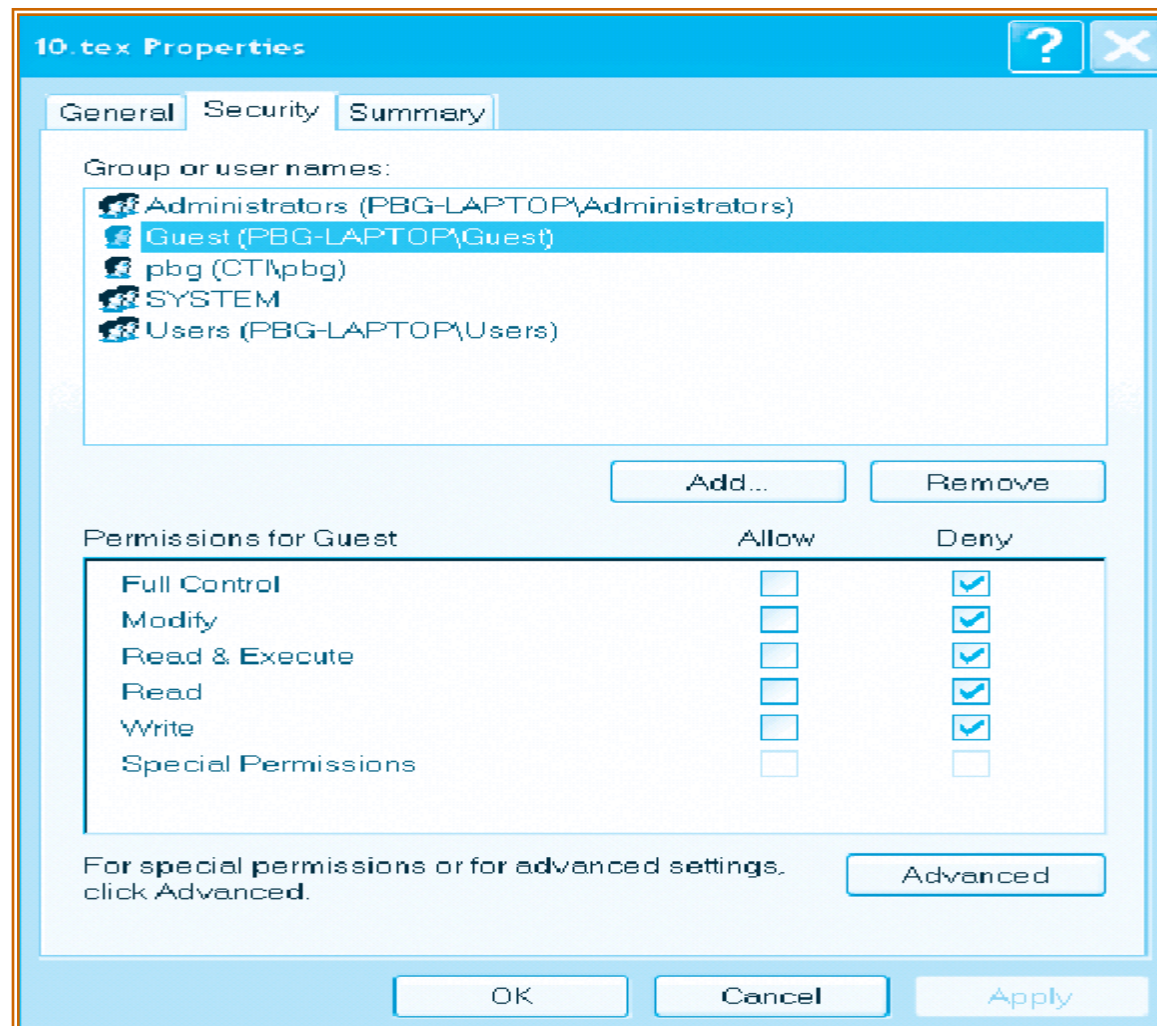 10.tex Properties
?
General Security Summary
Group or user names:
Administrators (PBG-LAPTOP\Administrators)
Guest (PBG-LAPTOP\Guest)
pbg (CTI\pbg)
SYSTEM
Users (PBG-LAPTOP\Users)
Add... Remove
Permissions for Guest Allow Deny
Full Control
Modify
Read & Execute
Read
Write
Special Permissions
For special permissions or for advanced settings,
click Advanced.
Advanced
OK Cancel Apply